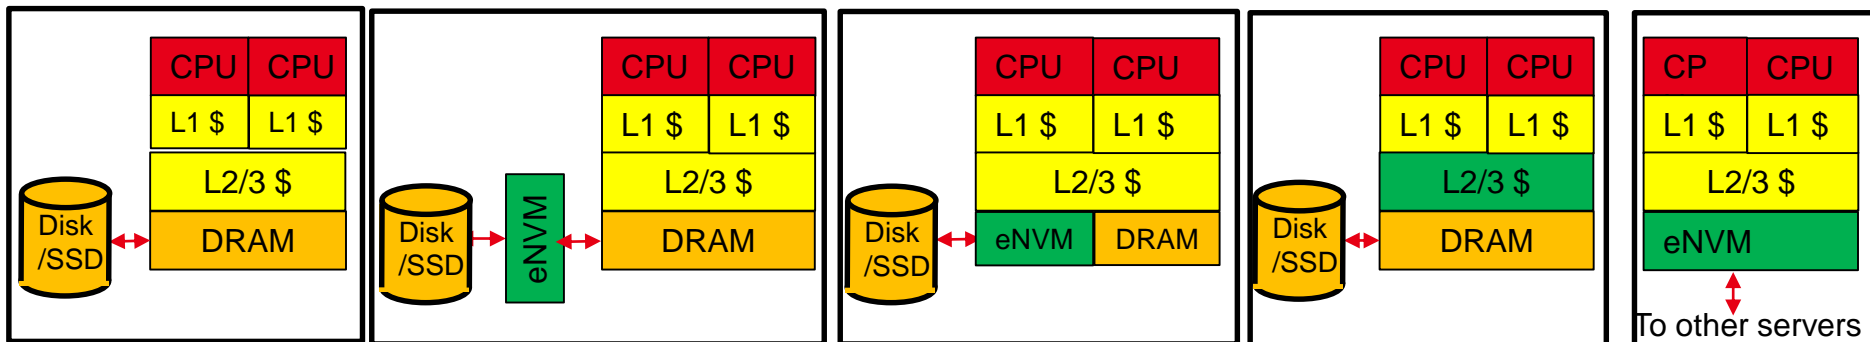 CPU CPU
L1 $ L1 $
L2/3 $
DRAM
Disk
/SSD
CPU CPU
L1 $ L1 $
L2/3 $
DRAM
eNVM
Disk
/SSD
CPU CPU
L1 $ L1 $
L2/3 $
eNVM DRAM
Disk
/SSD
CPU CPU
L1 $ L1 $
L2/3 $
DRAM
Disk
/SSD
CP CPU
L1 $ L1 $
L2/3 $
eNVM
To other servers